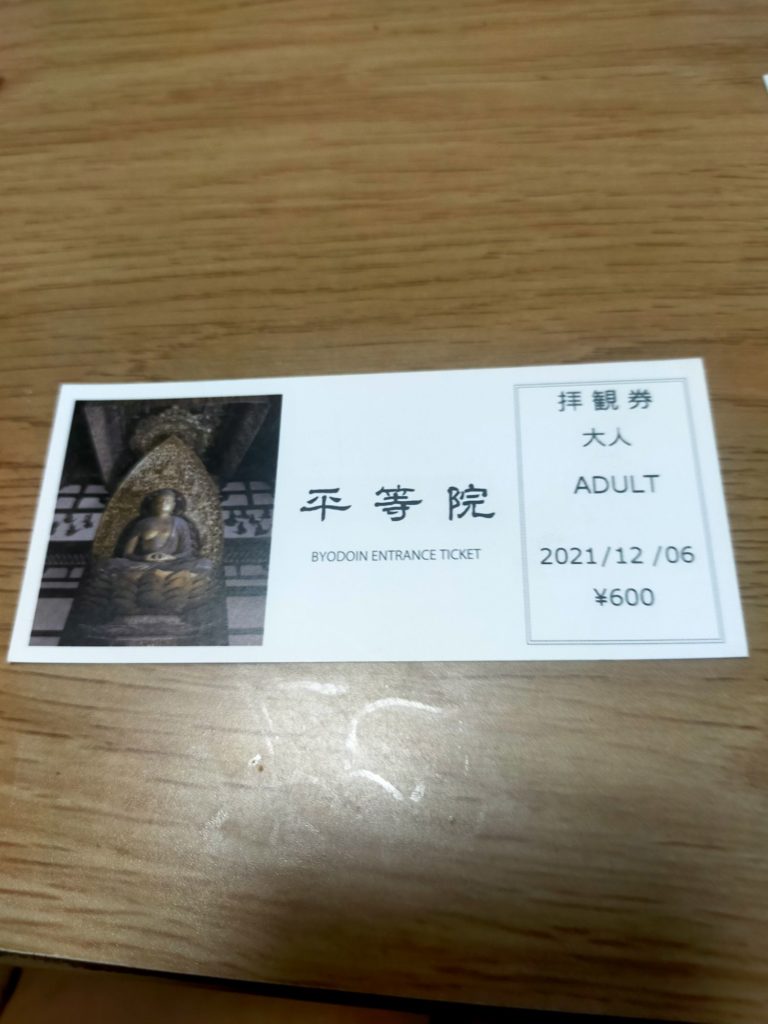 平等院
BYODOIN ENTRANCE TICKET
拝観券
大人
ADULT
2021/12/06
¥600